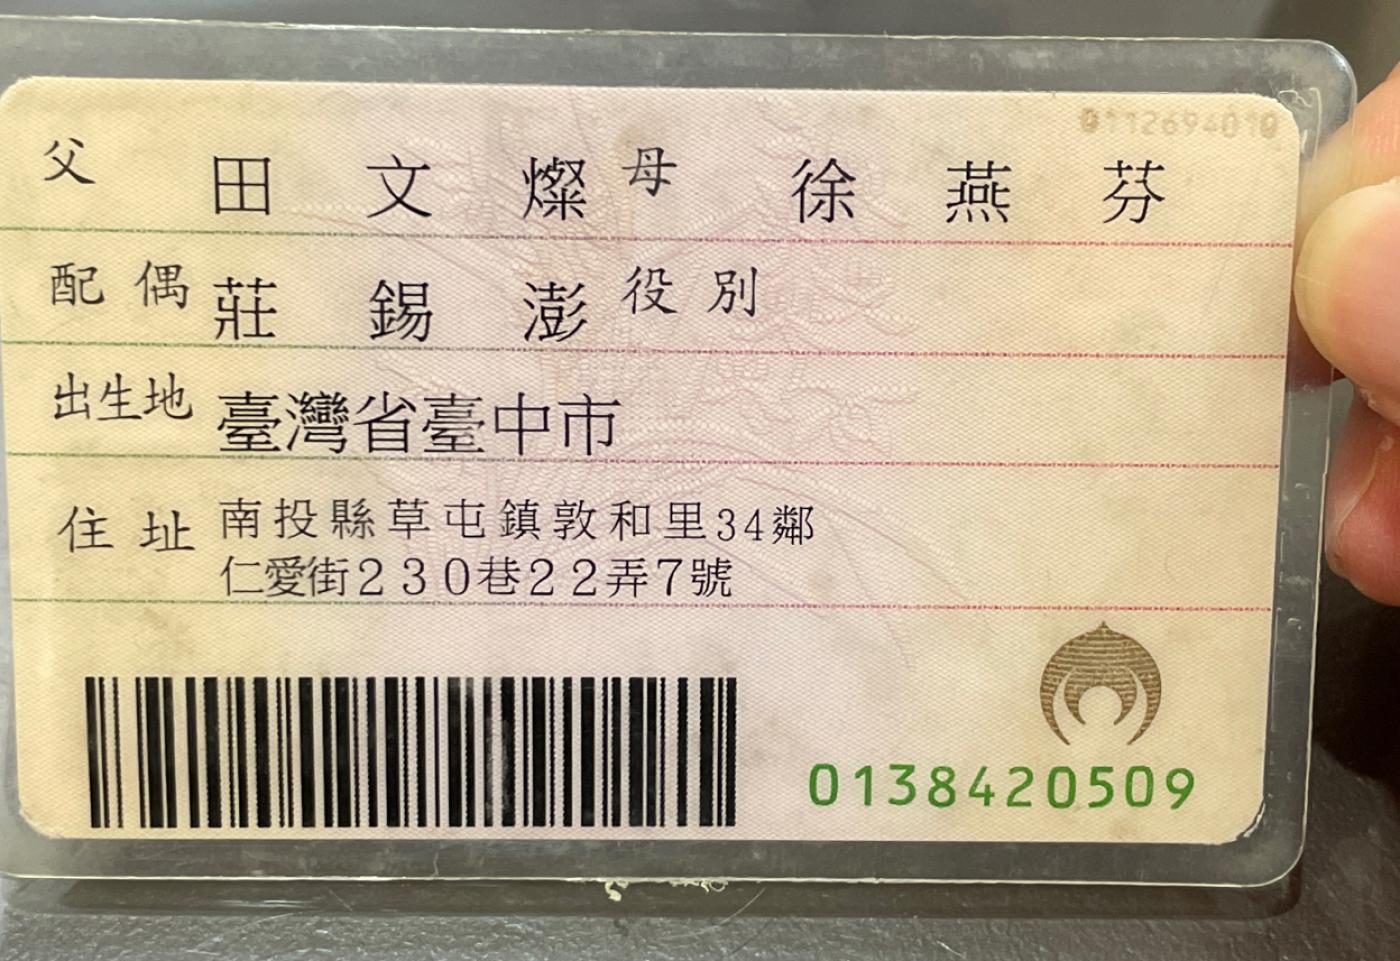 0112694010
父 田文燦 母 徐燕芬
配偶 莊錫澎 役別
出生地 臺灣省臺中市
住址 南投縣草屯鎮敦和里34鄰
仁愛街230巷22弄7號
0138420509